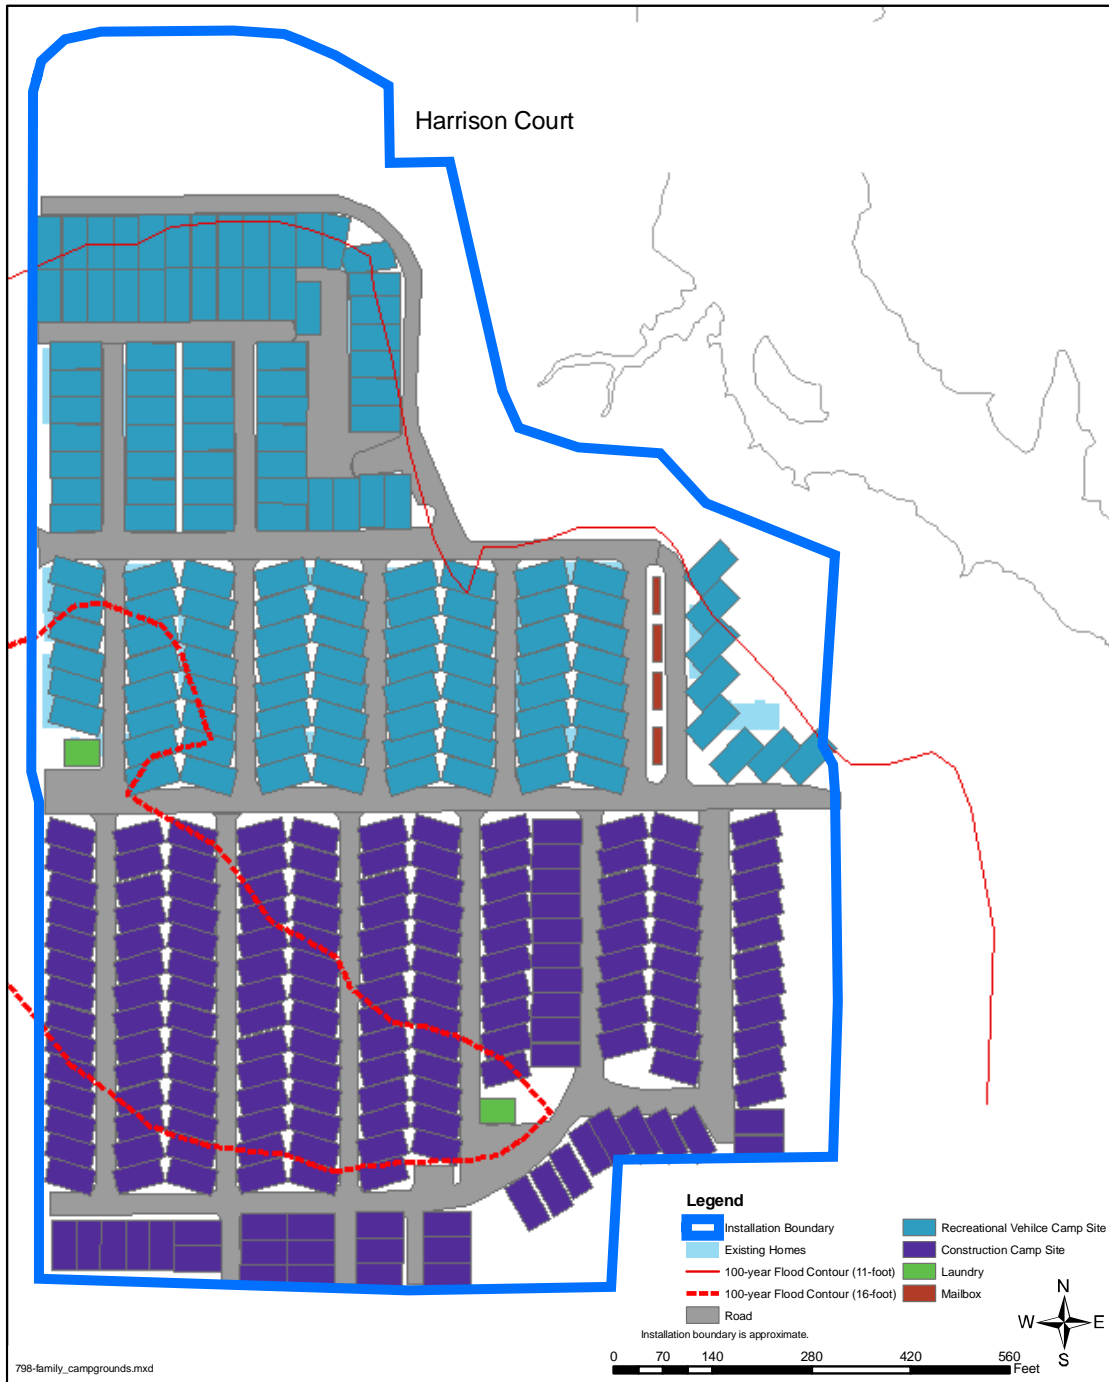 Harrison Court
Legend
Installation Boundary
Existing Homes
100-year Flood Contour (11-foot)
100-year Flood Contour (16-foot)
Road
Recreational Vehilce Camp Site
Construction Camp Site
Laundry
Mailbox
Installation boundary is approximate.
N
W E
S
0 70 140 280 420 560
Feet
798-family_campgrounds.mxd